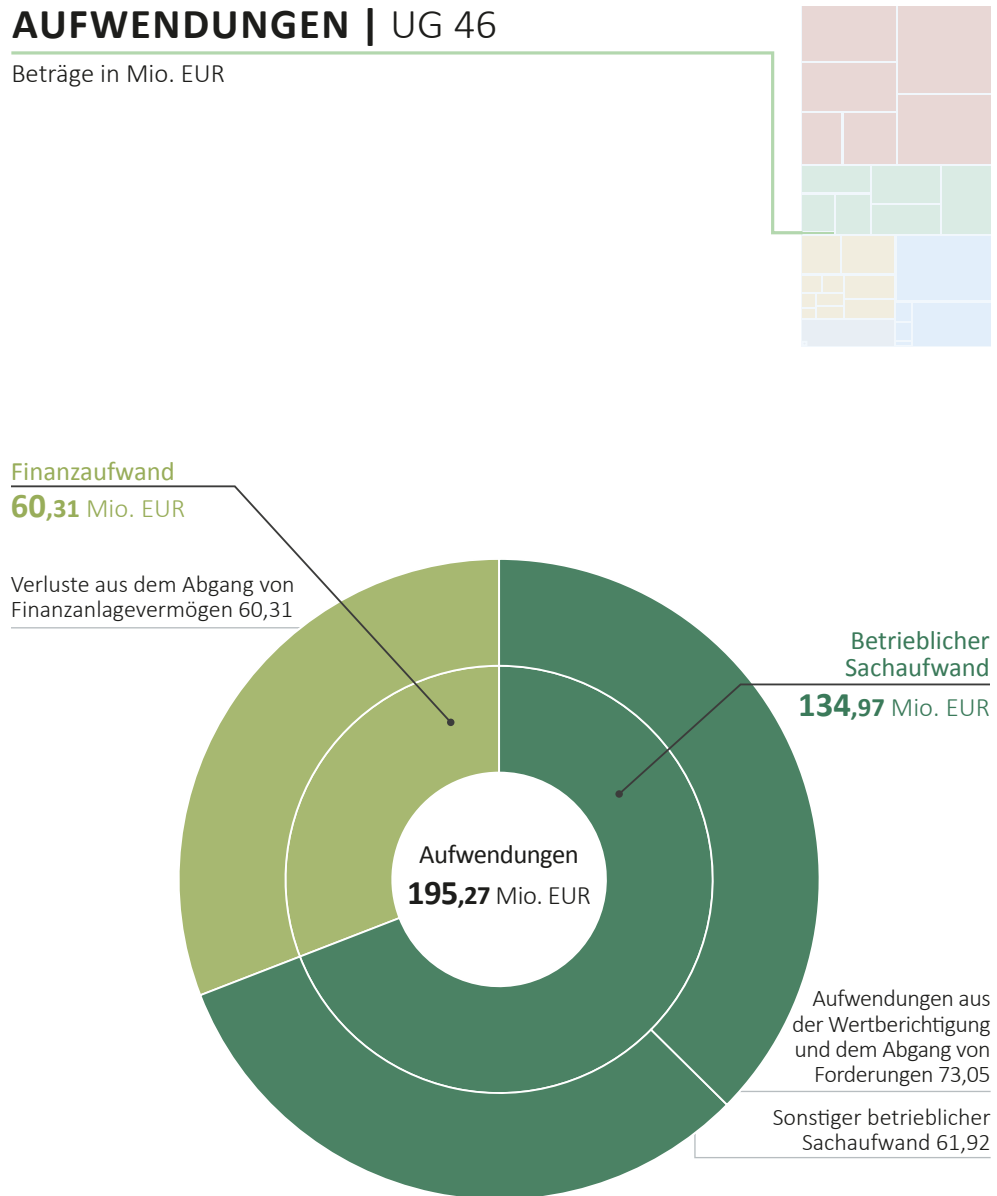 AUFWENDUNGEN | UG 46
Beträge in Mio. EUR
Finanzaufwand
60,31 Mio. EUR
Verluste aus dem Abgang von
Finanzanlagevermögen 60,31
Betrieblicher
Sachaufwand
134,97 Mio. EUR
Aufwendungen
195,27 Mio. EUR
Aufwendungen aus
der Wertberichtigung
und dem Abgang von
Forderungen 73,05
Sonstiger betrieblicher
Sachaufwand 61,92